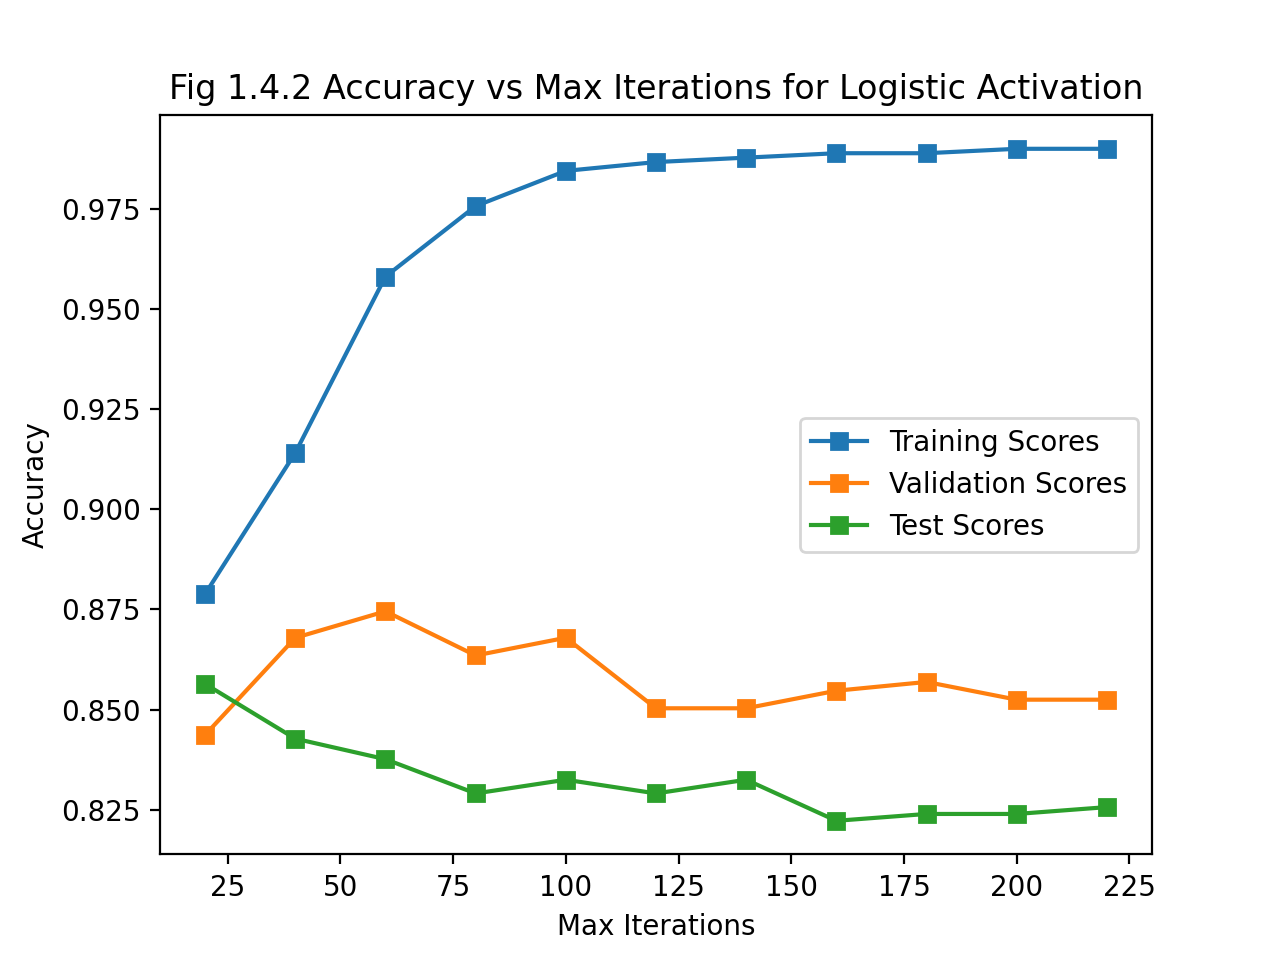 Fig 1.4.2 Accuracy vs Max Iterations for Logistic Activation
0.975
0.950
0.925
0.900
0.875
0.850
0.825
Accuracy
Training Scores
Validation Scores
Test Scores
25 50 75 100 125 150 175 200 225
Max Iterations